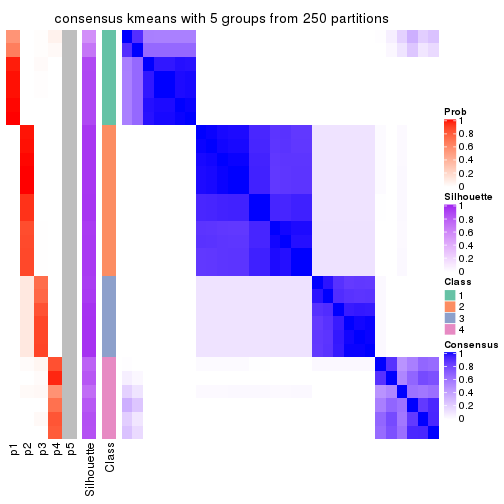 consensus kmeans with 5 groups from 250 partitions
Prob
1
0.8
0.6
0.4
0.2
0
Silhouette
1
0.8
0.6
0.4
0.2
0
Class
1
2
3
4
Consensus
1
0.8
0.6
0.4
0.2
0
p1
p2
p3
p4
p5
Silhouette
Class